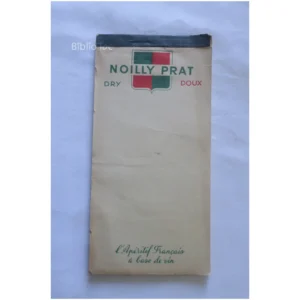 NOILLY PRAT
DRY DOUX
L'Apéritif Français
à base de vin